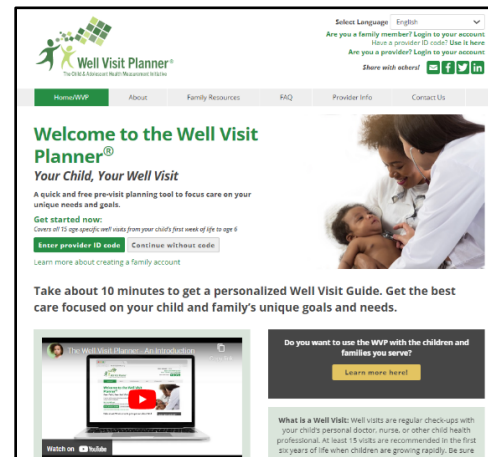 Select Language English
Are you a family member? Login to your account
Have a provider ID code? Use it here
Are you a provider? Login to your account
Share with others!
Well Visit Planner®
The Child & Adolescent Health Measurement Initiative
Home/WVP About Family Resources FAQ Provider Info Contact Us
Welcome to the Well Visit
Planner®
Your Child, Your Well Visit
A quick and free pre-visit planning tool to focus care on your
unique needs and goals.
Get started now:
Covers all 15 age-specific well visits from your child's first week of life to age 6
Enter provider ID code Continue without code
Learn more about creating a family account
Take about 10 minutes to get a personalized Well Visit Guide. Get the best
care focused on your child and family's unique goals and needs.
The Well Visit Planner - An Introduction
Watch on YouTube
Do you want to use the WVP with the children and
families you serve?
Learn more here!
What is a Well Visit: Well visits are regular check-ups with
your child's personal doctor, nurse, or other child health
professional. At least 15 visits are recommended in the first
six years of life when children are growing rapidly. Be sure